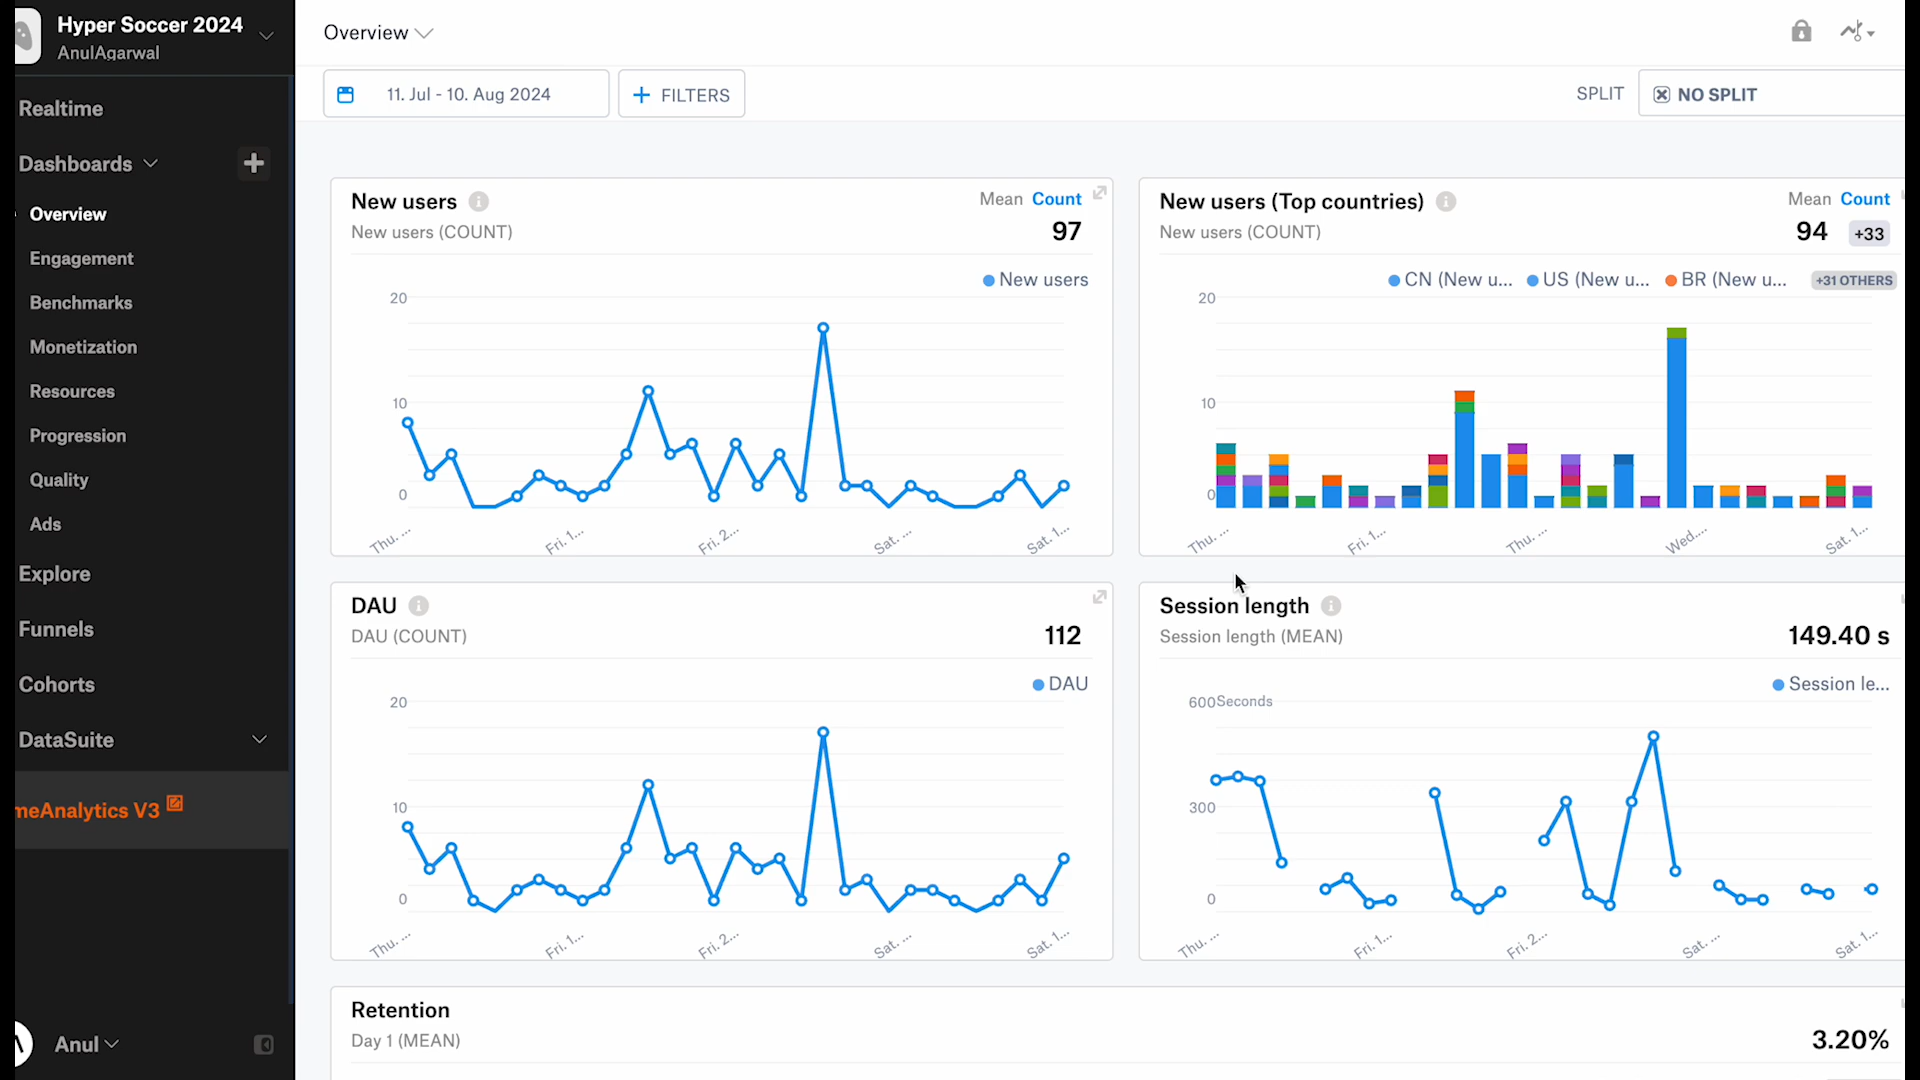 Hyper Soccer 2024
AnulAgarwal
Realtime
Dashboards
Overview
Engagement
Benchmarks
Monetization
Resources
Progression
Quality
Ads
Explore
Funnels
Cohorts
DataSuite
meAnalytics V3
Anul
Overview
11. Jul - 10. Aug 2024
+ FILTERS
SPLIT
NO SPLIT
New users
Mean Count
New users (COUNT)
97
New users
20
10
0
Thu. ...
Fri. 1...
Fri. 2...
Sat. ...
Sat. 1...
New users (Top countries)
Mean Count
New users (COUNT)
94 +33
CN (New u... US (New u... BR (New u... +31 OTHERS
20
10
0
Thu. ...
Fri. 1...
Thu. ...
Wed...
Sat. 1...
DAU
DAU (COUNT)
112
DAU
20
10
0
Thu. ...
Fri. 1...
Fri. 2...
Sat. ...
Sat. 1...
Session length
Session length (MEAN)
149.40 s
Session le...
600 Seconds
300
0
Thu. ...
Fri. 1...
Fri. 2...
Sat. ...
Sat. 1...
Retention
Day 1 (MEAN)
3.20%